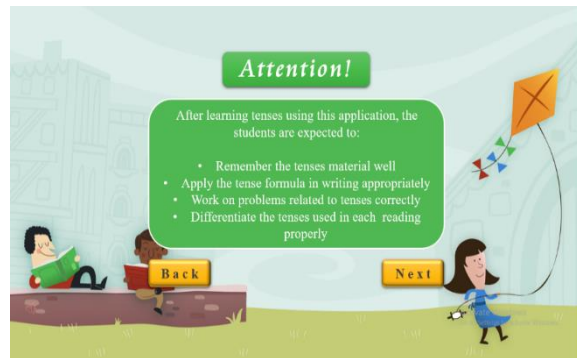 Attention!
After learning tenses using this application, the
students are expected to:
• Remember the tenses material well
• Apply the tense formula in writing appropriately
• Work on problems related to tenses correctly
• Differentiate the tenses used in each reading
properly
Back
Next